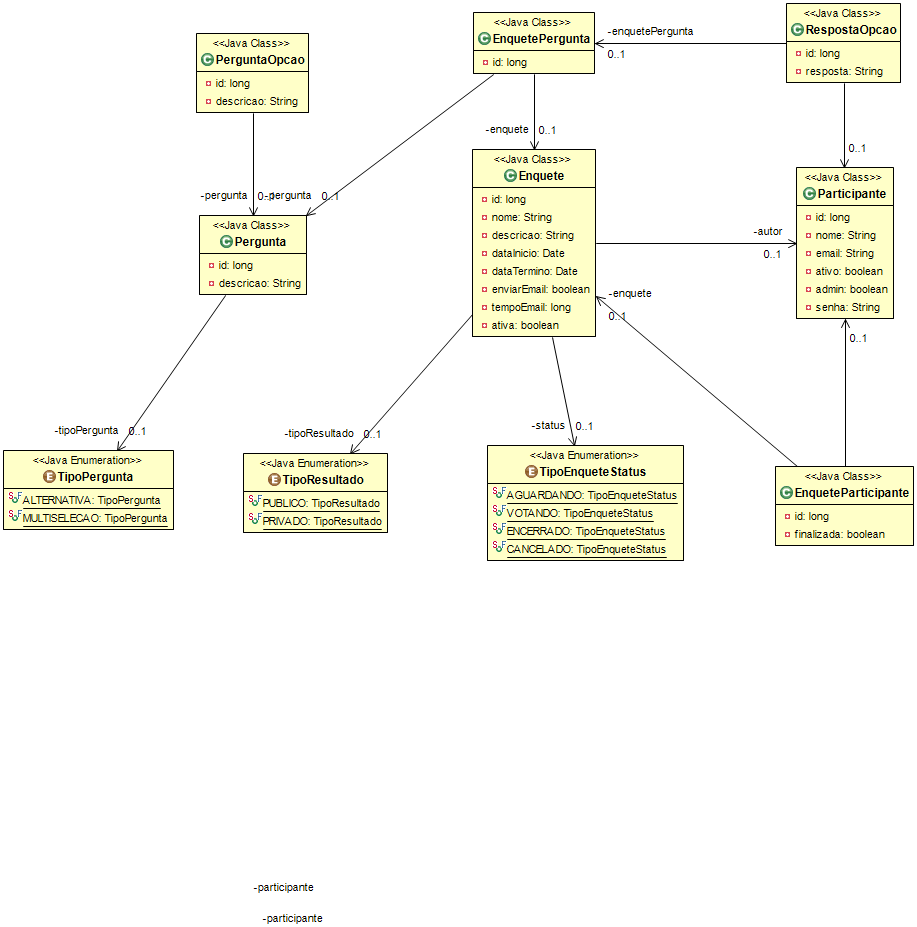 <<Java Class>>
PerguntaOpcao
id: long
descricao: String
<<Java Class>>
EnquetePergunta
id: long
<<Java Class>>
RespostaOpcao
id: long
resposta: String
-enquetePergunta
0..1
-enquete
0..1
0..1
-pergunta
0..1
-pergunta
0..1
<<Java Class>>
Pergunta
id: long
descricao: String
<<Java Class>>
Enquete
id: long
nome: String
descricao: String
dataInicio: Date
dataTermino: Date
enviarEmail: boolean
tempoEmail: long
ativa: boolean
<<Java Class>>
Participante
id: long
nome: String
email: String
ativo: boolean
admin: boolean
senha: String
-autor
0..1
-enquete
0..1
0..1
-tipoPergunta
0..1
-tipoResultado
0..1
-status
0..1
<<Java Enumeration>>
TipoPergunta
ALTERNATIVA: TipoPergunta
MULTISELECAO: TipoPergunta
<<Java Enumeration>>
TipoResultado
PUBLICO: TipoResultado
PRIVADO: TipoResultado
<<Java Enumeration>>
TipoEnqueteStatus
AGUARDANDO: TipoEnqueteStatus
VOTANDO: TipoEnqueteStatus
ENCERRADO: TipoEnqueteStatus
CANCELADO: TipoEnqueteStatus
<<Java Class>>
EnqueteParticipante
id: long
finalizada: boolean
-participante
-participante